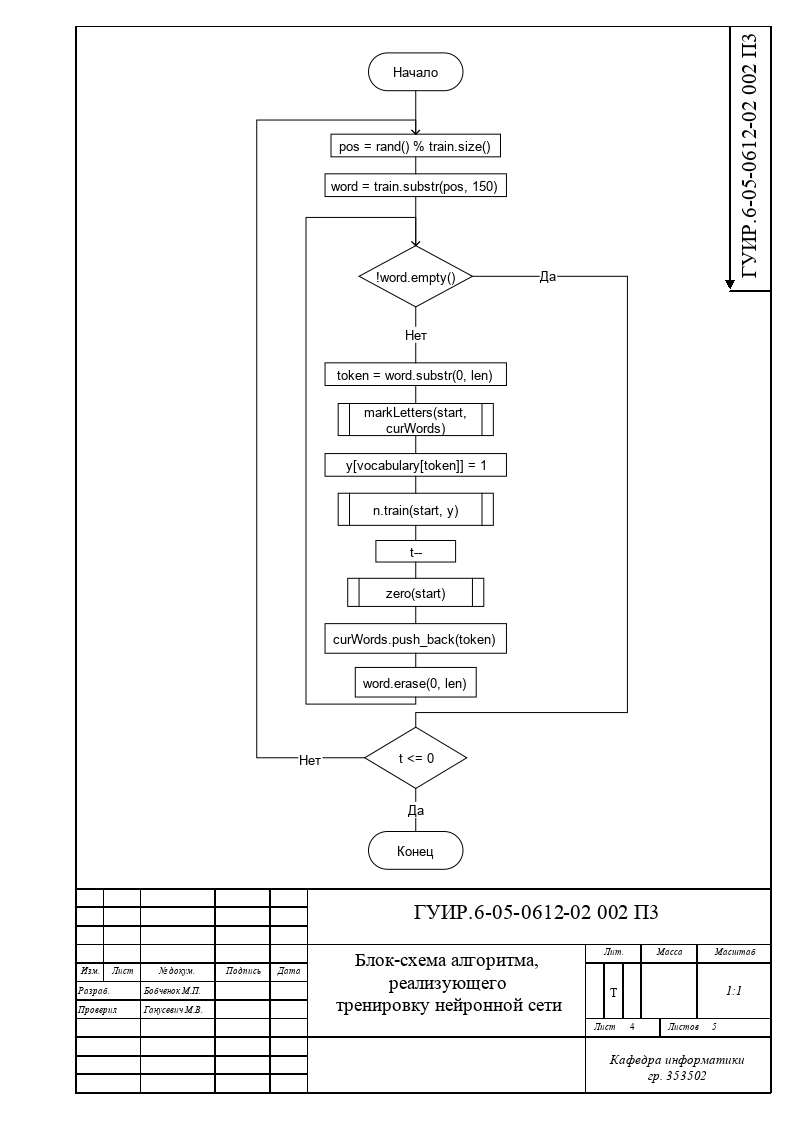 ГУИР.6-05-0612-02 002 ПЗ
Начало
pos = rand() % train.size()
word = train.substr(pos, 150)
!word.empty()
Да
Нет
token = word.substr(0, len)
markLetters(start,
curWords)
y[vocabulary[token]] = 1
n.train(start, y)
t--
zero(start)
curWords.push_back(token)
word.erase(0, len)
t <= 0
Нет
Да
Конец
ГУИР.6-05-0612-02 002 ПЗ
Блок-схема алгоритма,
реализующего
тренировку нейронной сети
Лит. Масса Масштаб
Изм. Лист № докум. Подпись Дата
Разраб. Бабченок М.П.
Т 1:1
Проверил Ганусевич М.В.
Лист 4 Листов 5
Кафедра информатики
гр. 353502